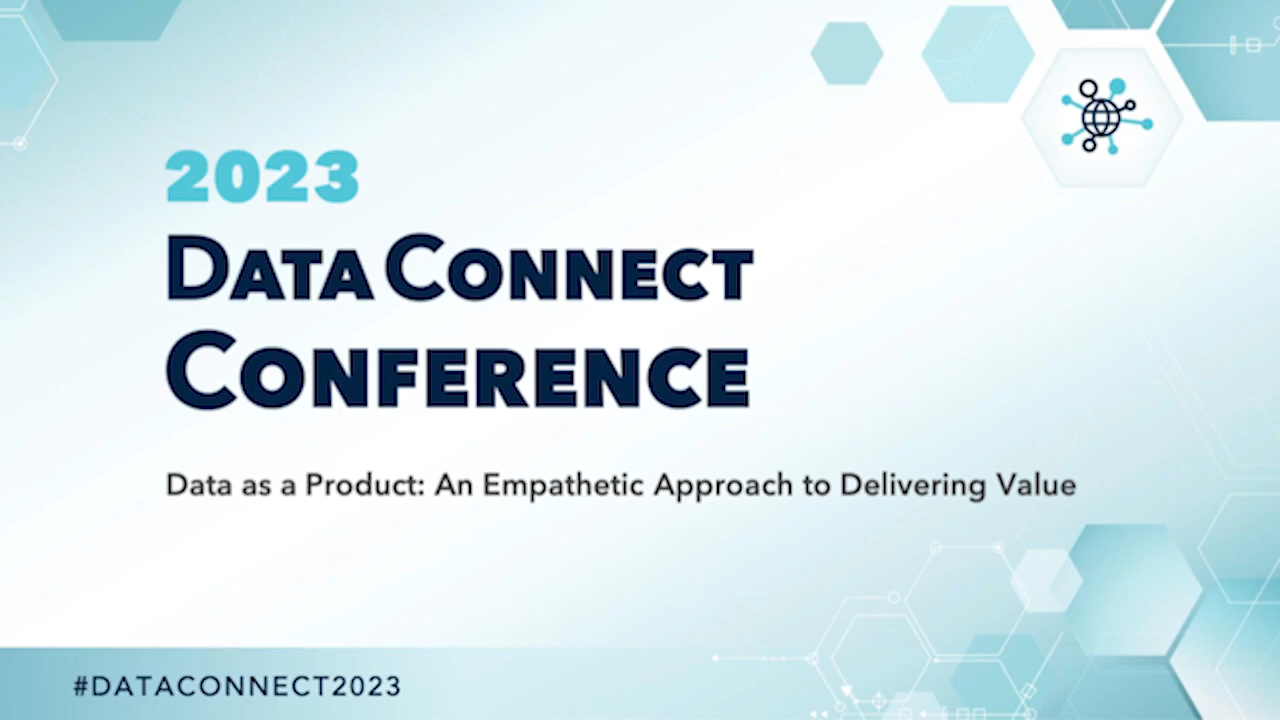 2023
DATA CONNECT
CONFERENCE
Data as a Product: An Empathetic Approach to Delivering Value
#DATACONNECT2023